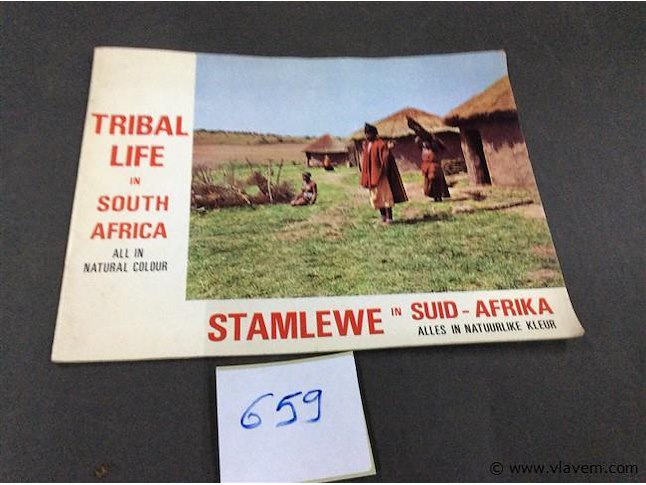 TRIBAL
LIFE
IN
SOUTH
AFRICA
ALL IN
NATURAL COLOUR
STAMLEWE IN SUID - AFRIKA
ALLES IN NATUURLIKE KLEUR
659
© www.vlavem.com